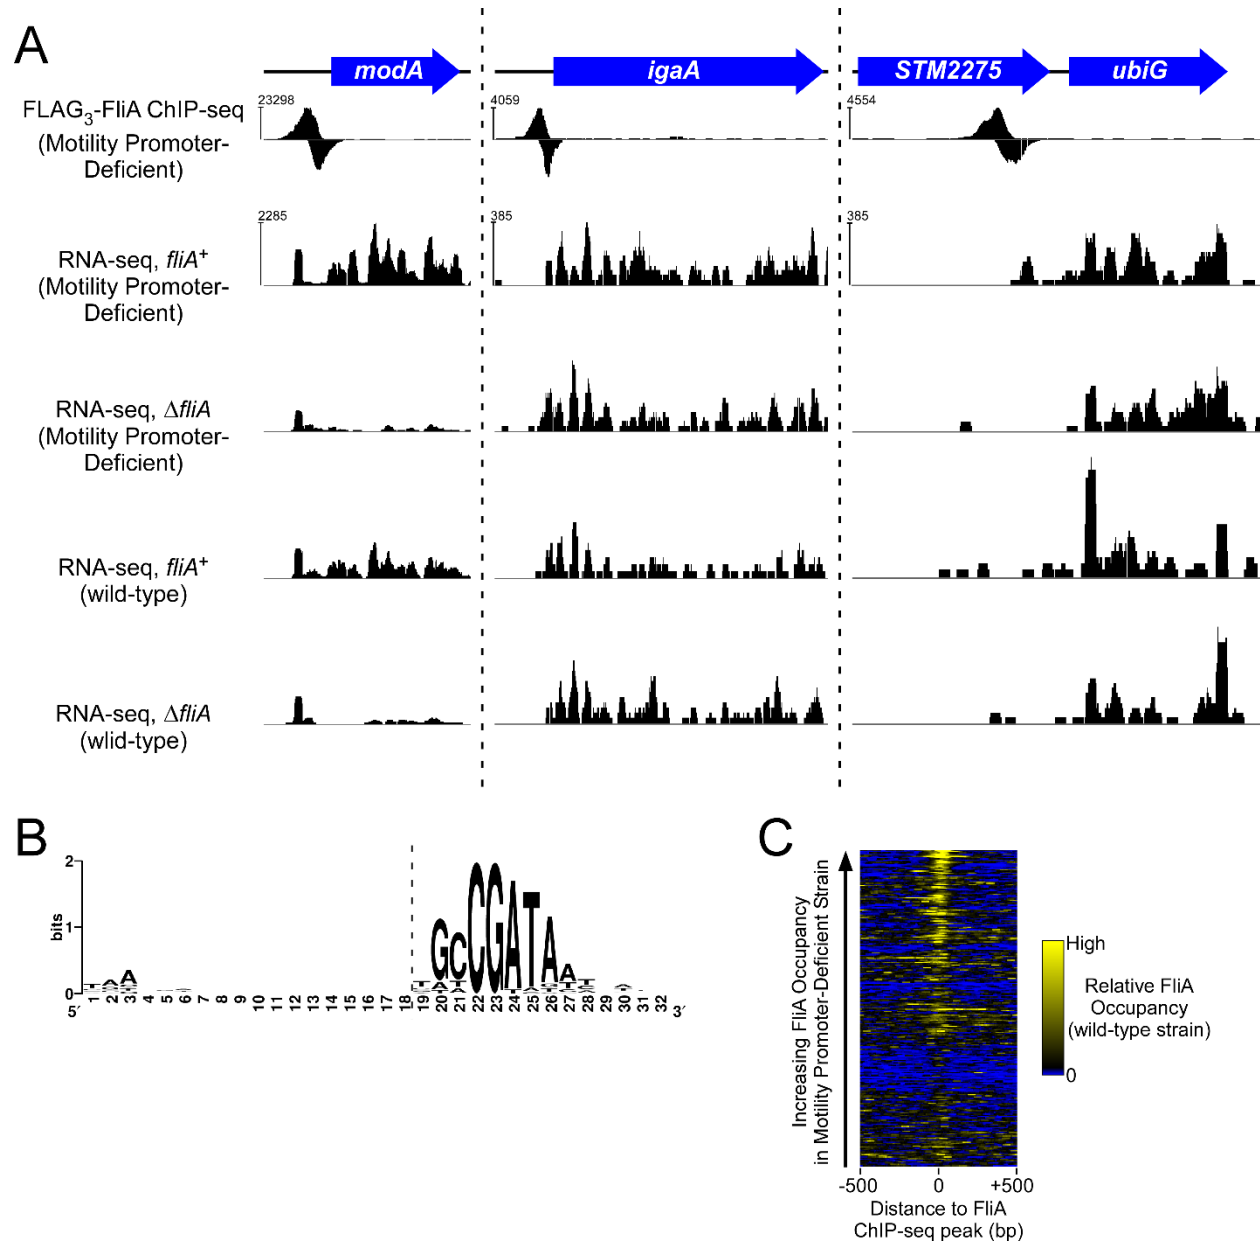 A
modA
igaA
STM2275
ubiG
FLAG3-FliA ChIP-seq
(Motility Promoter-
Deficient)
23298
4059
4554
RNA-seq, fliA+
(Motility Promoter-
Deficient)
2285
385
385
RNA-seq, ΔfliA
(Motility Promoter-
Deficient)
RNA-seq, fliA+
(wild-type)
RNA-seq, ΔfliA
(wlid-type)
B
2
1
0
bits
GCCGATAA
A
5′
1 2 3 4 5 6 7 8 9 10 11 12 13 14 15 16 17 18 19 20 21 22 23 24 25 26 27 28 29 30 31 32
3′
C
Increasing FliA Occupancy
in Motility Promoter-Deficient Strain
High
Relative FliA
Occupancy
(wild-type strain)
0
-500 0 +500
Distance to FliA
ChIP-seq peak (bp)